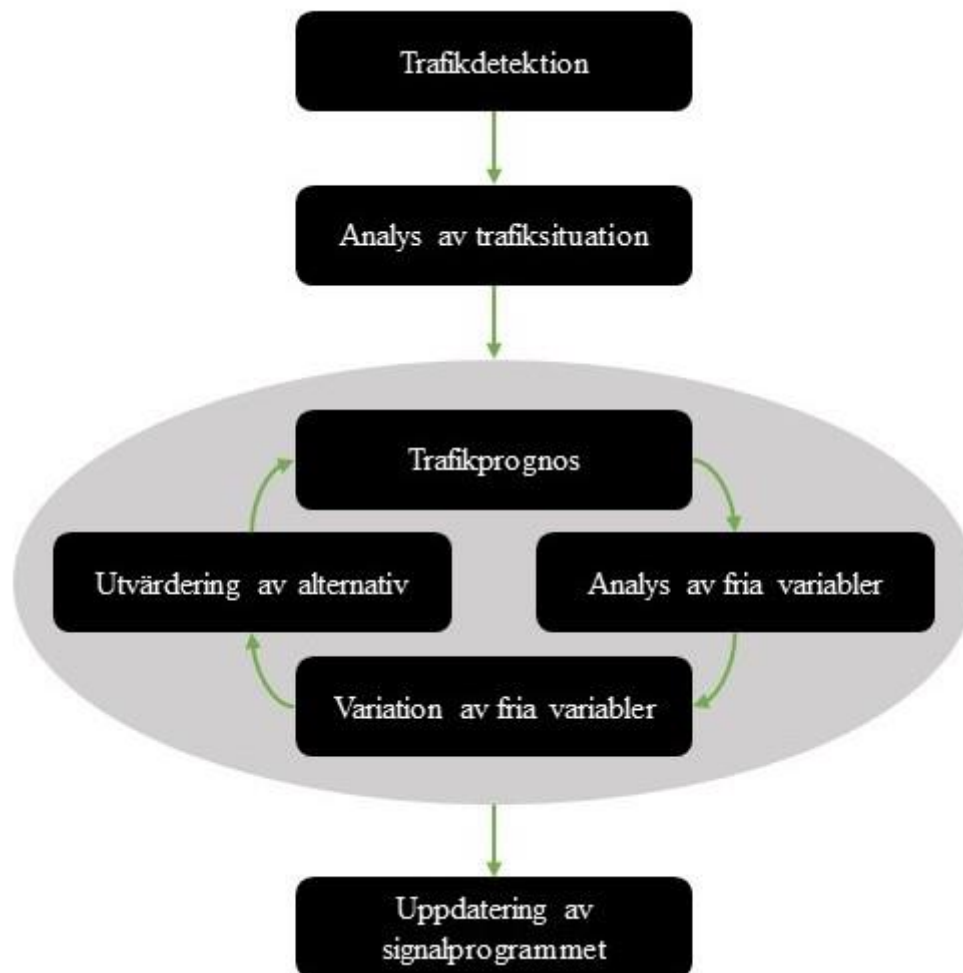 Trafikdetektion
Analys av trafiksituation
Trafikprognos
Utvärdering av alternativ
Analys av fria variabler
Variation av fria variabler
Uppdatering av
signalprogrammet